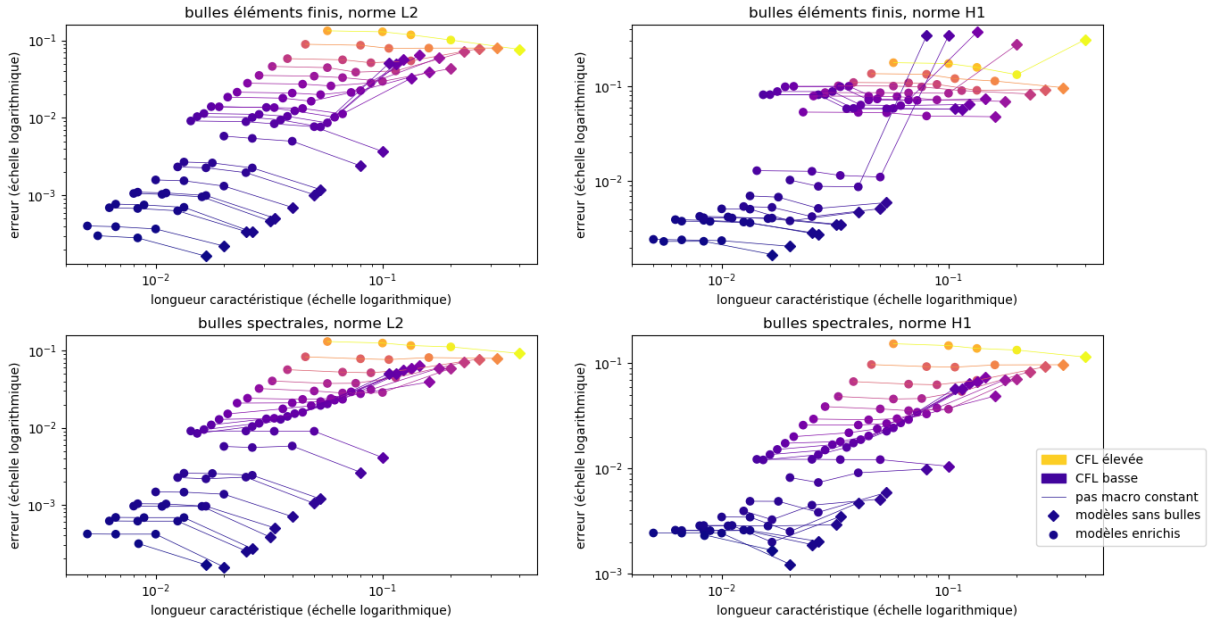 bulles éléments finis, norme L2
erreur (échelle logarithmique)
10⁻¹
10⁻²
10⁻³
10⁻²
10⁻¹
longueur caractéristique (échelle logarithmique)
bulles éléments finis, norme H1
erreur (échelle logarithmique)
10⁻¹
10⁻²
10⁻²
10⁻¹
longueur caractéristique (échelle logarithmique)
bulles spectrales, norme L2
erreur (échelle logarithmique)
10⁻¹
10⁻²
10⁻³
10⁻²
10⁻¹
longueur caractéristique (échelle logarithmique)
bulles spectrales, norme H1
erreur (échelle logarithmique)
10⁻¹
10⁻²
10⁻³
10⁻²
10⁻¹
longueur caractéristique (échelle logarithmique)
CFL élevée
CFL basse
pas macro constant
modèles sans bulles
modèles enrichis